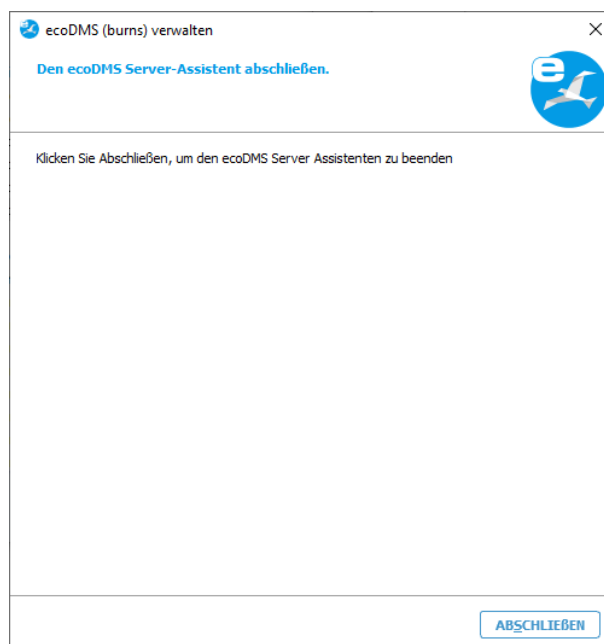 ecoDMS (burns) verwalten
Den ecoDMS Server-Assistent abschließen.
e
Klicken Sie Abschließen, um den ecoDMS Server Assistenten zu beenden
ABSCHLIEßEN